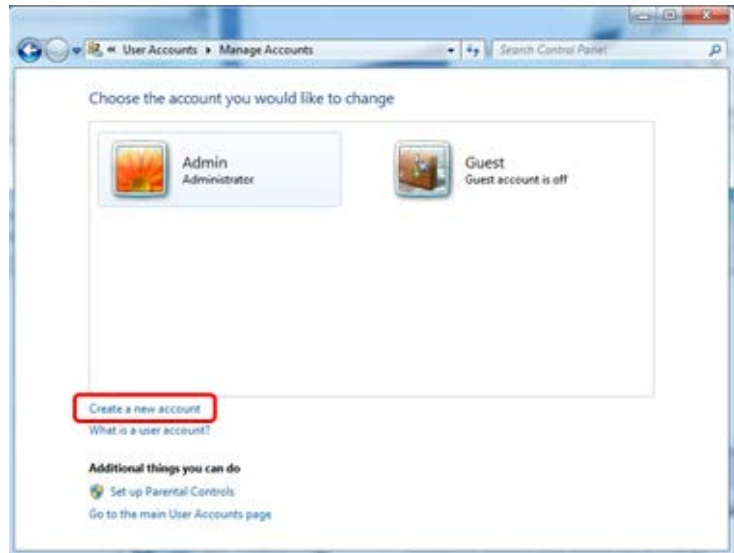 « User Accounts ▸ Manage Accounts
Search Control Panel
Choose the account you would like to change
Admin
Administrator
Guest
Guest account is off
Create a new account
What is a user account?
Additional things you can do
Set up Parental Controls
Go to the main User Accounts page